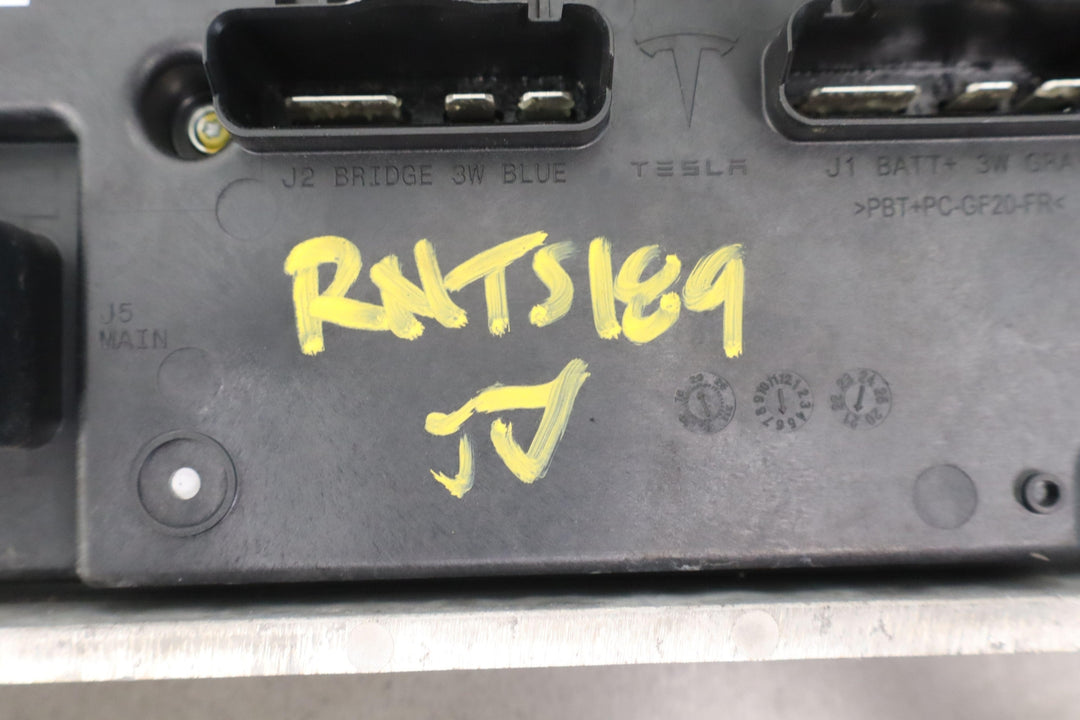 J2 BRIDGE 3W BLUE
TESLA
J1 BATT+ 3W GRA
>PBT+PC-GF20-FR<
RNTS189
J5
MAIN
JJ